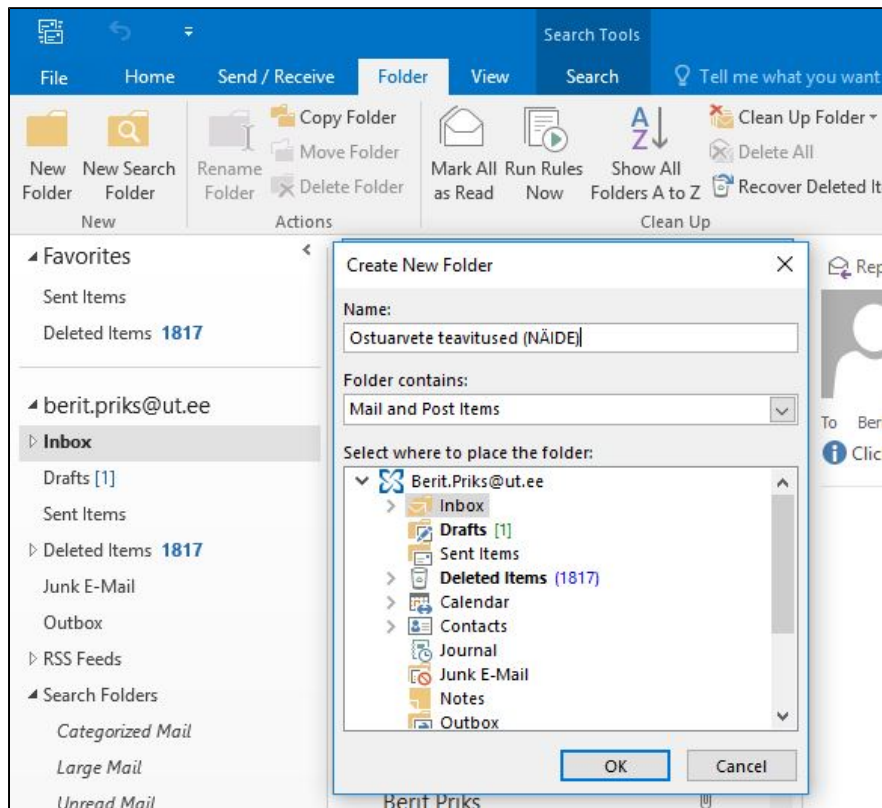 Search Tools
File Home Send / Receive Folder View Search Tell me what you want
New Folder
New Search Folder
Rename Folder
Copy Folder
Move Folder
Delete Folder
Mark All as Read
Run Rules Now
Show All Folders A to Z
Clean Up Folder
Delete All
Recover Deleted It
New Actions Clean Up
Favorites
Sent Items
Deleted Items 1817
berit.priks@ut.ee
Inbox
Drafts [1]
Sent Items
Deleted Items 1817
Junk E-Mail
Outbox
RSS Feeds
Search Folders
Categorized Mail
Large Mail
Unread Mail
Create New Folder
Name:
Ostuarvete teavitused (NÄIDE)
Folder contains:
Mail and Post Items
Select where to place the folder:
Berit.Priks@ut.ee
Inbox
Drafts [1]
Sent Items
Deleted Items (1817)
Calendar
Contacts
Journal
Junk E-Mail
Notes
Outbox
OK Cancel
Berit Priks
Rep
To Ber
Clic